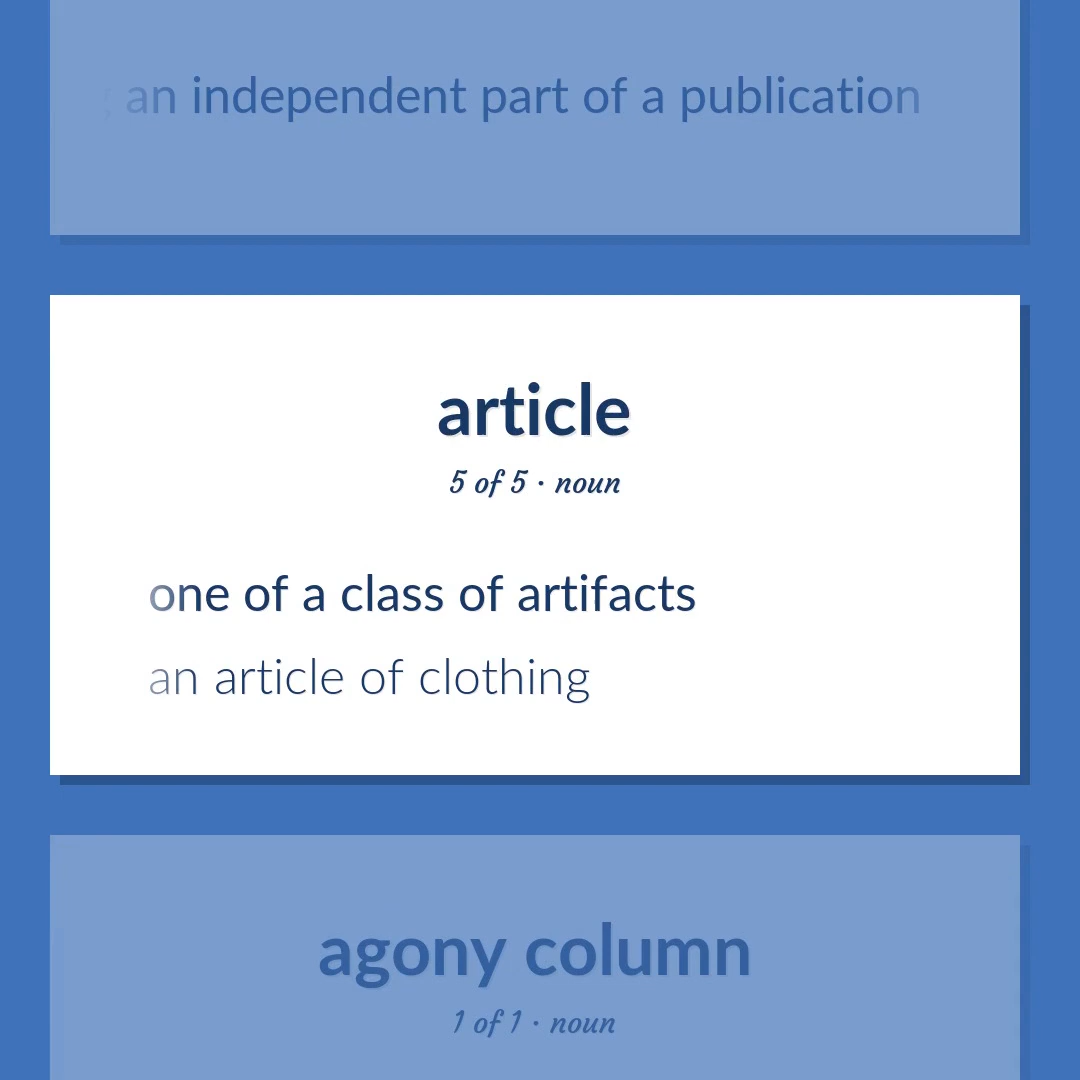 an independent part of a publication
article
5 of 5 · noun
one of a class of artifacts
an article of clothing
agony column
1 of 1 · noun